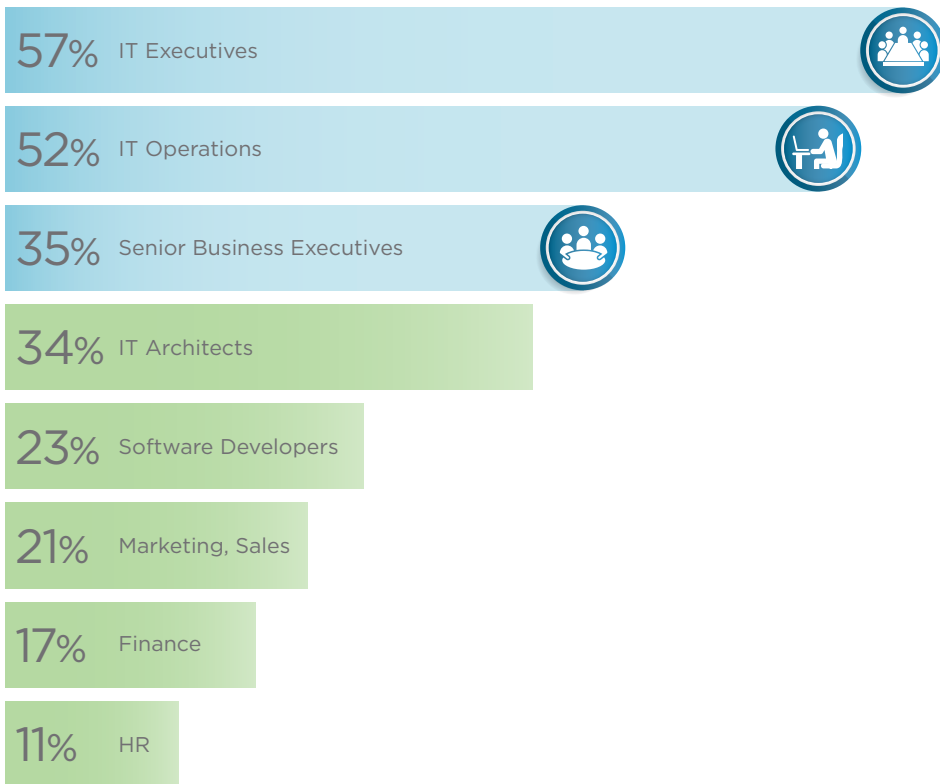 57% IT Executives
52% IT Operations
35% Senior Business Executives
34% IT Architects
23% Software Developers
21% Marketing, Sales
17% Finance
11% HR